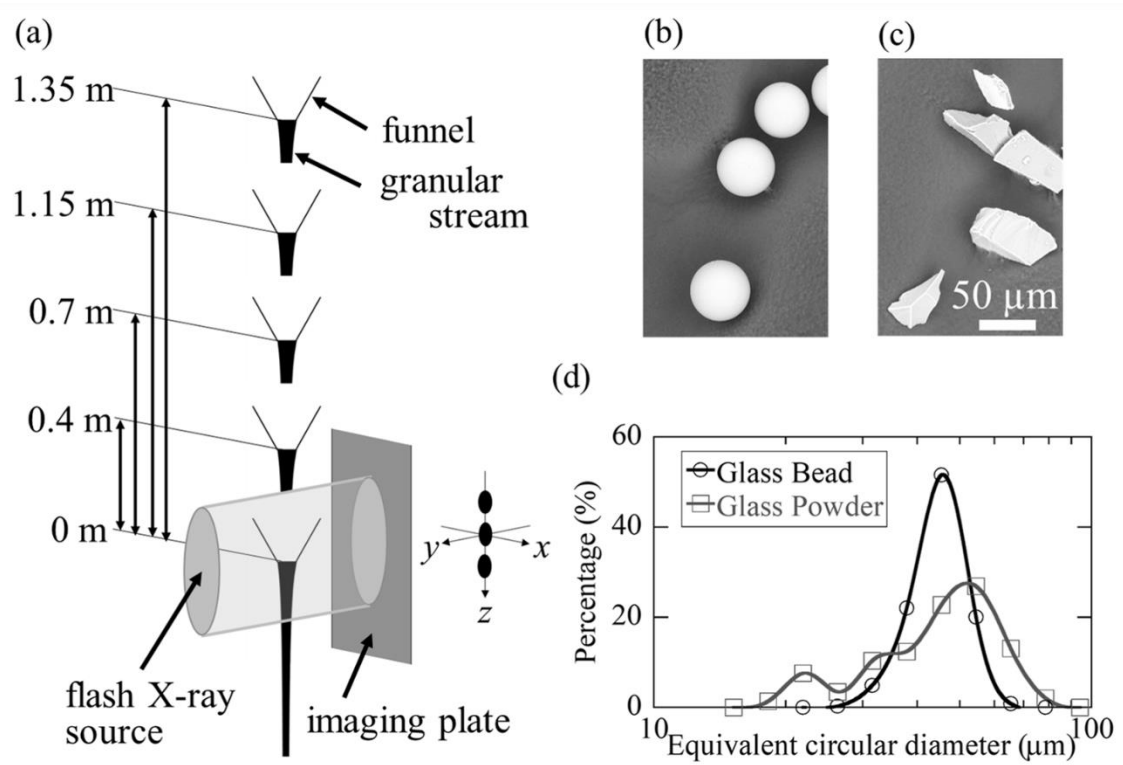 (a)
1.35 m
funnel
granular
stream
1.15 m
0.7 m
0.4 m
0 m
y
x
z
flash X-ray
source
imaging plate
(b)
(c)
50 µm
(d)
60
Glass Bead
Glass Powder
40
20
0
Percentage (%)
10
100
Equivalent circular diameter (µm)